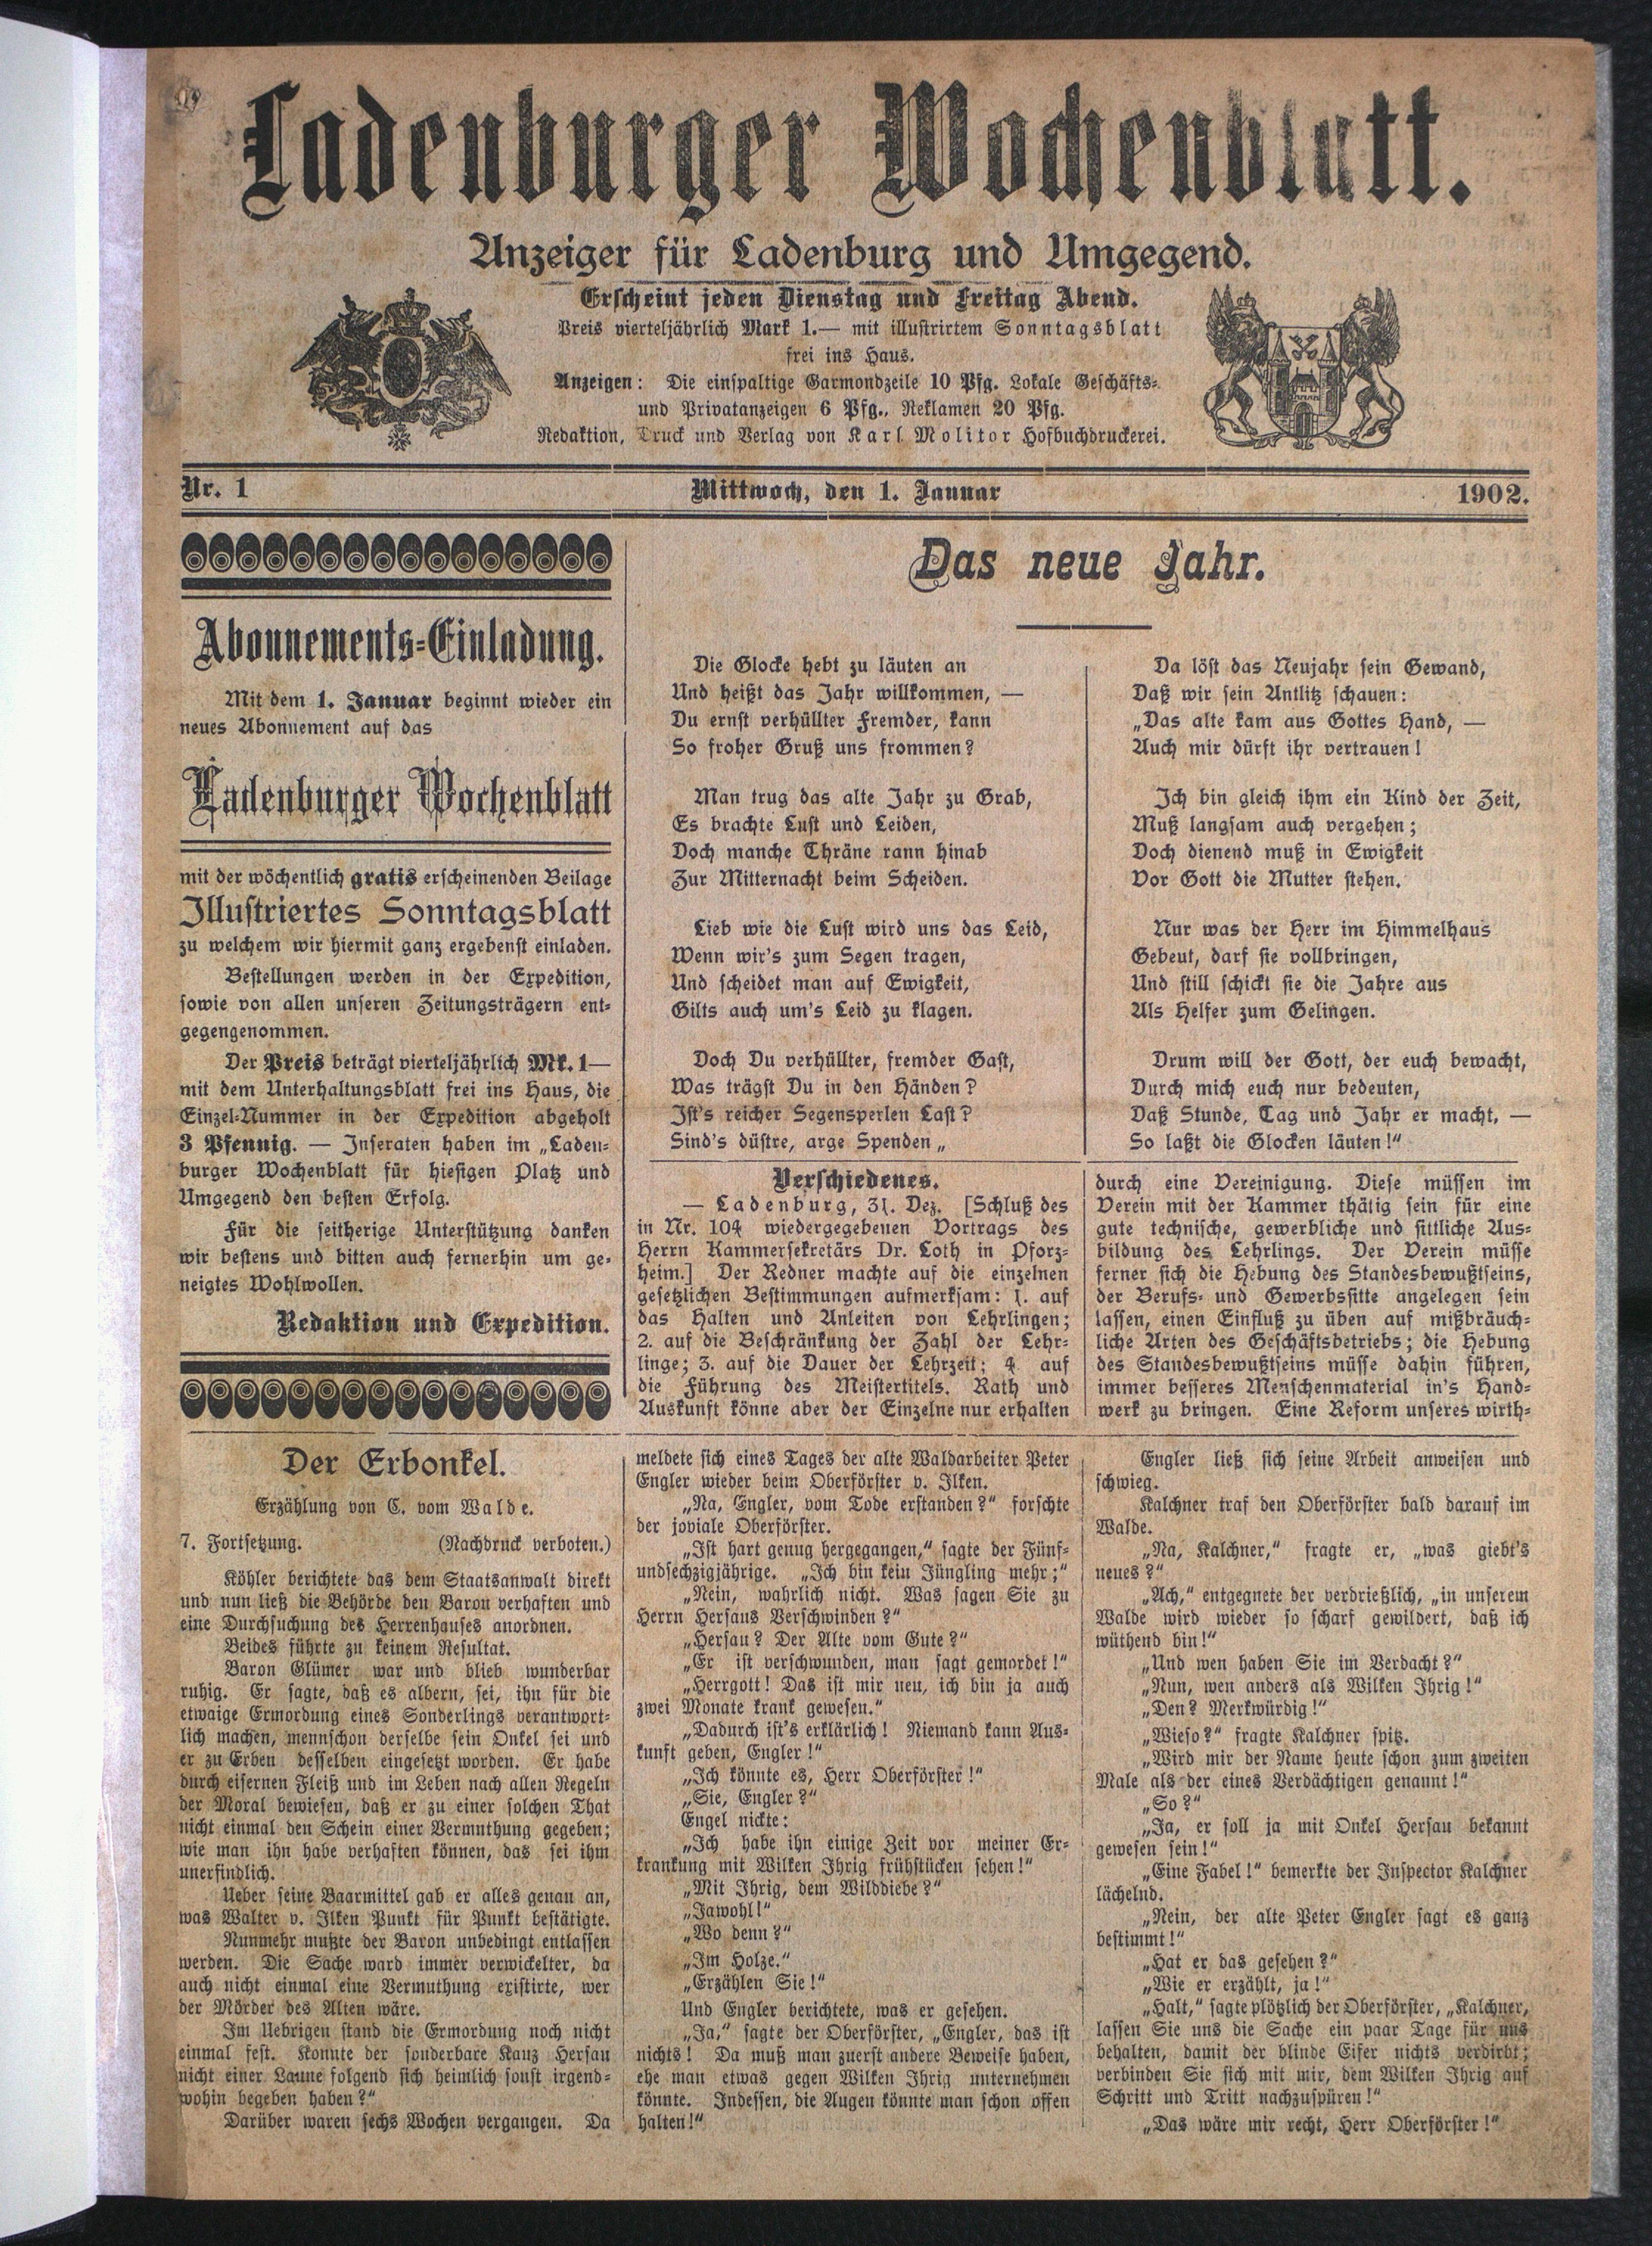 Ladenburger Wochenblatt.
Anzeiger für Ladenburg und Umgegend.
Erscheint jeden Dienstag und Freitag Abend.
Preis vierteljährlich Mark 1.— mit illustrirtem Sonntagsblatt
frei ins Haus.
Anzeigen: Die einspaltige Garmondzeile 10 Pfg. Lokale Geschäfts-
und Privatanzeigen 6 Pfg., Reklamen 20 Pfg.
Redaktion, Druck und Verlag von Karl Molitor Hofbuchdruckerei.
Nr. 1
Mittwoch, den 1. Januar
1902.
Abonnements-Einladung.
Mit dem 1. Januar beginnt wieder ein
neues Abonnement auf das
Ladenburger Wochenblatt
mit der wöchentlich gratis erscheinenden Beilage
Illustriertes Sonntagsblatt
zu welchem wir hiermit ganz ergebenst einladen.
Bestellungen werden in der Expedition,
sowie von allen unseren Zeitungsträgern ent-
gegengenommen.
Der Preis beträgt vierteljährlich Mk. 1—
mit dem Unterhaltungsblatt frei ins Haus, die
Einzel-Nummer in der Expedition abgeholt
3 Pfennig. — Inseraten haben im „Laden-
burger Wochenblatt für hiesigen Platz und
Umgegend den besten Erfolg.
Für die seitherige Unterstützung danken
wir bestens und bitten auch fernerhin um ge-
neigtes Wohlwollen.
Redaktion und Expedition.
Das neue Jahr.
Die Glocke hebt zu läuten an
Und heißt das Jahr willkommen, —
Du ernst verhüllter Fremder, kann
So froher Gruß uns frommen?
Man trug das alte Jahr zu Grab,
Es brachte Lust und Leiden,
Doch manche Thräne rann hinab
Zur Mitternacht beim Scheiden.
Lieb wie die Lust wird uns das Leid,
Wenn wir's zum Segen tragen,
Und scheidet man auf Ewigkeit,
Gilts auch um's Leid zu klagen.
Doch Du verhüllter, fremder Gast,
Was trägst Du in den Händen?
Ist's reicher Segensperlen Last?
Sind's düstre, arge Spenden „
Da löst das Neujahr sein Gewand,
Daß wir sein Antlitz schauen:
„Das alte kam aus Gottes Hand, —
Auch mir dürft ihr vertrauen!
Ich bin gleich ihm ein Kind der Zeit,
Muß langsam auch vergehen;
Doch dienend muß in Ewigkeit
Vor Gott die Mutter stehen.
Nur was der Herr im Himmelhaus
Gebeut, darf sie vollbringen,
Und still schickt sie die Jahre aus
Als Helfer zum Gelingen.
Drum will der Gott, der euch bewacht,
Durch mich euch nur bedeuten,
Daß Stunde, Tag und Jahr er macht, —
So laßt die Glocken läuten!“
Verschiedenes.
— Ladenburg, 31. Dez. [Schluß des
in Nr. 104 wiedergegebenen Vortrags des
Herrn Kammersekretärs Dr. Loth in Pforz-
heim.] Der Redner machte auf die einzelnen
gesetzlichen Bestimmungen aufmerksam: 1. auf
das Halten und Anleiten von Lehrlingen;
2. auf die Beschränkung der Zahl der Lehr-
linge; 3. auf die Dauer der Lehrzeit; 4. auf
die Führung des Meistertitels. Rath und
Auskunft könne aber der Einzelne nur erhalten
durch eine Vereinigung. Diese müssen im
Verein mit der Kammer thätig sein für eine
gute technische, gewerbliche und sittliche Aus-
bildung des Lehrlings. Der Verein müsse
ferner sich die Hebung des Standesbewußtseins,
der Berufs- und Gewerbssitte angelegen sein
lassen, einen Einfluß zu üben auf mißbräuch-
liche Arten des Geschäftsbetriebs; die Hebung
des Standesbewußtseins müsse dahin führen,
immer besseres Menschenmaterial in's Hand-
werk zu bringen. Eine Reform unseres wirth-
Der Erbonkel.
Erzählung von C. vom Walde.
7. Fortsetzung. (Nachdruck verboten.)
Köhler berichtete das dem Staatsanwalt direkt
und nun ließ die Behörde den Baron verhaften und
eine Durchsuchung des Herrenhauses anordnen.
Beides führte zu keinem Resultat.
Baron Glümer war und blieb wunderbar
ruhig. Er sagte, daß es albern, sei, ihn für die
etwaige Ermordung eines Sonderlings verantwort-
lich machen, mennschon derselbe sein Onkel sei und
er zu Erben desselben eingesetzt worden. Er habe
durch eisernen Fleiß und im Leben nach allen Regeln
der Moral bewiesen, daß er zu einer solchen That
nicht einmal den Schein einer Vermuthung gegeben;
wie man ihn habe verhaften können, das sei ihm
unerfindlich.
Ueber seine Baarmittel gab er alles genau an,
was Walter v. Ilken Punkt für Punkt bestätigte.
Nunmehr mußte der Baron unbedingt entlassen
werden. Die Sache ward immer verwickelter, da
auch nicht einmal eine Vermuthung existirte, wer
der Mörder des Alten wäre.
Im Uebrigen stand die Ermordung noch nicht
einmal fest. Konnte der sonderbare Kauz Hersau
nicht einer Laune folgend sich heimlich sonst irgend-
wohin begeben haben?“
Darüber waren sechs Wochen vergangen. Da
meldete sich eines Tages der alte Waldarbeiter Peter
Engler wieder beim Oberförster v. Ilken.
„Na, Engler, vom Tode erstanden?“ forschte
der joviale Oberförster.
„Ist hart genug hergegangen,“ sagte der Fünf-
undsechzigjährige. „Ich bin kein Jüngling mehr;“
„Nein, wahrlich nicht. Was sagen Sie zu
Herrn Hersaus Verschwinden?“
„Hersau? Der Alte vom Gute?“
„Er ist verschwunden, man sagt gemordet!“
„Herrgott! Das ist mir neu, ich bin ja auch
zwei Monate krank gewesen.“
„Dadurch ist's erklärlich! Niemand kann Aus-
kunft geben, Engler!“
„Ich könnte es, Herr Oberförster!“
„Sie, Engler?“
Engel nickte:
„Ich habe ihn einige Zeit vor meiner Er-
krankung mit Wilken Ihrig frühstücken sehen!“
„Mit Ihrig, dem Wilddiebe?“
„Jawohl!“
„Wo denn?“
„Im Holze.“
„Erzählen Sie!“
Und Engler berichtete, was er gesehen.
„Ja,“ sagte der Oberförster, „Engler, das ist
nichts! Da muß man zuerst andere Beweise haben,
ehe man etwas gegen Wilken Ihrig unternehmen
könnte. Indessen, die Augen könnte man schon offen
halten!“
Engler ließ sich seine Arbeit anweisen und
schwieg.
Kalchner traf den Oberförster bald darauf im
Walde.
„Na, Kalchner,“ fragte er, „was giebt's
neues?“
„Ach,“ entgegnete der verdrießlich, „in unserem
Walde wird wieder so scharf gewildert, daß ich
wüthend bin!“
„Und wen haben Sie im Verdacht?“
„Nun, wen anders als Wilken Ihrig!“
„Den? Merkwürdig!“
„Wieso?“ fragte Kalchner spitz.
„Wird mir der Name heute schon zum zweiten
Male als der eines Verdächtigen genannt!“
„So?“
„Ja, er soll ja mit Onkel Hersau bekannt
gewesen sein!“
„Eine Fabel!“ bemerkte der Inspector Kalchner
lächelnd.
„Nein, der alte Peter Engler sagt es ganz
bestimmt!“
„Hat er das gesehen?“
„Wie er erzählt, ja!“
„Halt,“ sagte plötzlich der Oberförster, „Kalchner,
lassen Sie uns die Sache ein paar Tage für uns
behalten, damit der blinde Eifer nichts verdirbt;
verbinden Sie sich mit mir, dem Wilken Ihrig auf
Schritt und Tritt nachzuspüren!“
„Das wäre mir recht, Herr Oberförster!“